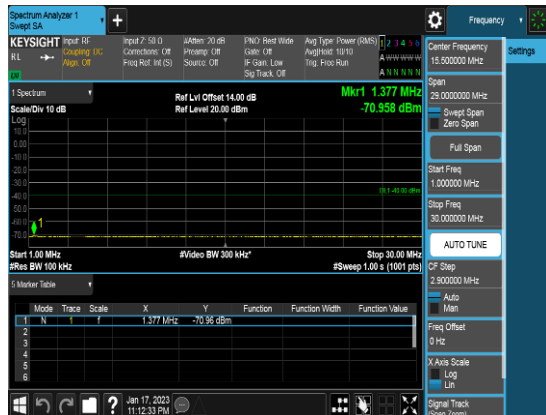 Spectrum Analyzer 1
Swept SA
+
Frequency
KEYSIGHT Input: RF
RL
Coupling: DC
Align: Off
Input Z: 50 Ω
Corrections: Off
Freq Ref: Int (S)
#Atten: 20 dB
Preamp: Off
Source: Off
PNO: Best Wide
Gate: Off
IF Gain: Low
Sig Track: Off
Avg Type: Power (RMS)
Avg|Hold: 10/10
Trig: Free Run
1 2 3 4 5 6
A W W W W W
A N N N N N
LW
1 Spectrum
Scale/Div 10 dB
Ref Lvl Offset 14.00 dB
Ref Level 20.00 dBm
Mkr1 1.377 MHz
-70.958 dBm
Log
10.0
0.00
-10.0
-20.0
-30.0
-40.0
-50.0
-60.0
-70.0
DL1 -40.00 dBm
1
Start 1.00 MHz
#Res BW 100 kHz
#Video BW 300 kHz*
Stop 30.00 MHz
#Sweep 1.00 s (1001 pts)
5 Marker Table
Mode Trace Scale X Y Function Function Width Function Value
1 N 1 f 1.377 MHz -70.96 dBm
2
3
4
5
6
Jan 17, 2023
11:12:33 PM
?
Center Frequency
15.500000 MHz
Settings
Span
29.0000000 MHz
Swept Span
Zero Span
Full Span
Start Freq
1.000000 MHz
Stop Freq
30.000000 MHz
AUTO TUNE
CF Step
2.900000 MHz
Auto
Man
Freq Offset
0 Hz
X Axis Scale
Log
Lin
Signal Track
(Span Zoom)